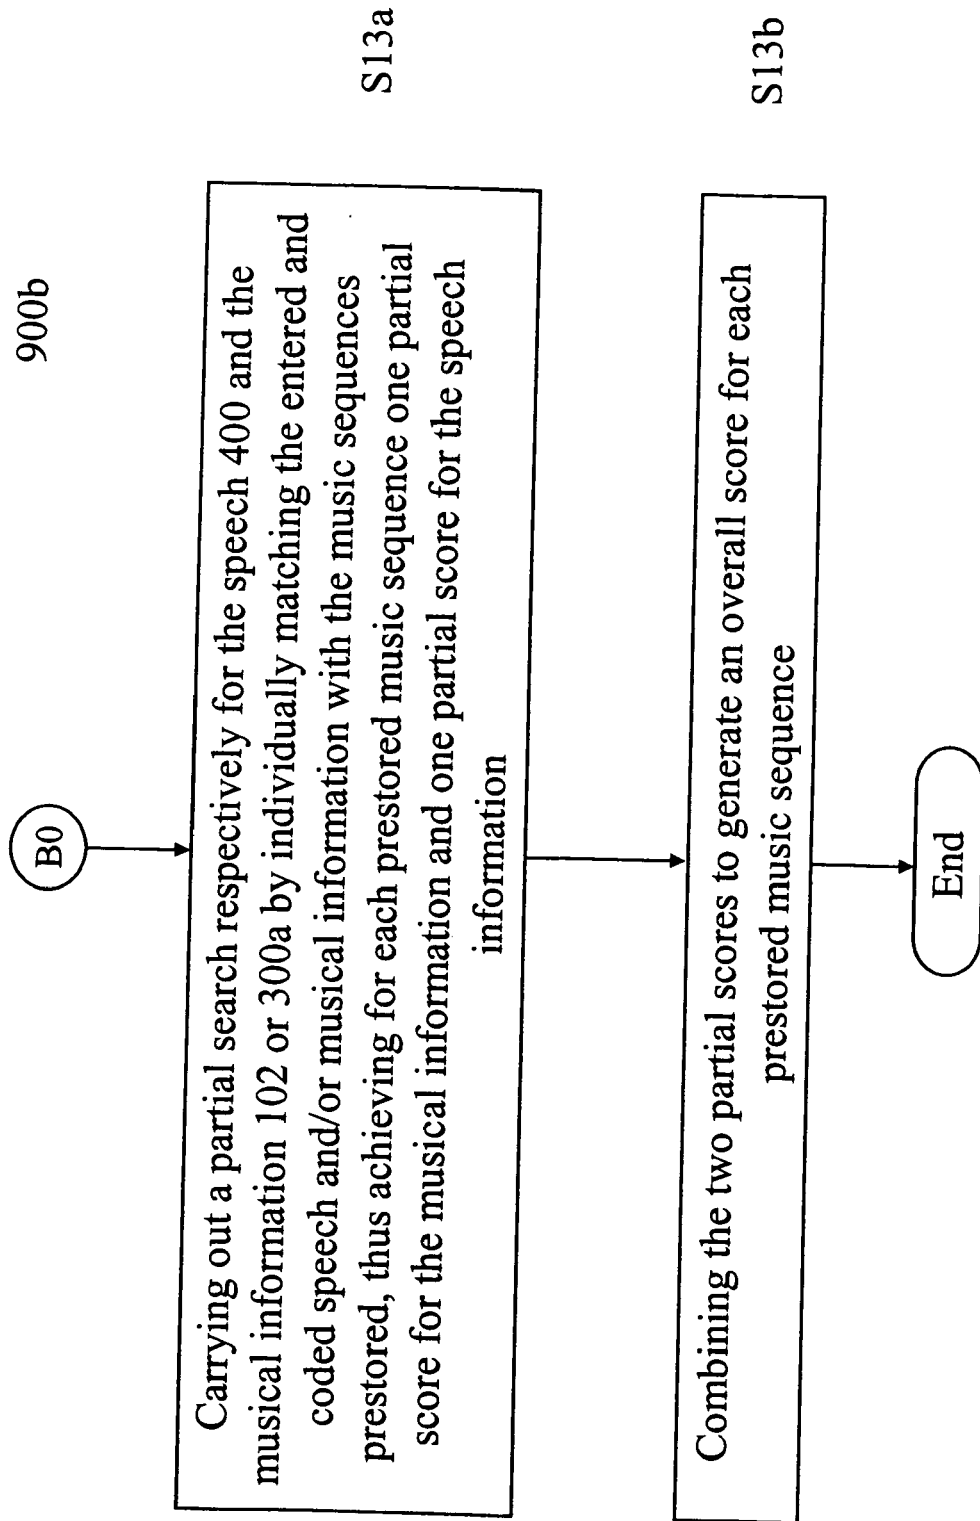 900b
B0
Carrying out a partial search respectively for the speech 400 and the
musical information 102 or 300a by individually matching the entered and
coded speech and/or musical information with the music sequences
prestored, thus achieving for each prestored music sequence one partial
score for the musical information and one partial score for the speech
information
S13a
Combining the two partial scores to generate an overall score for each
prestored music sequence
S13b
End